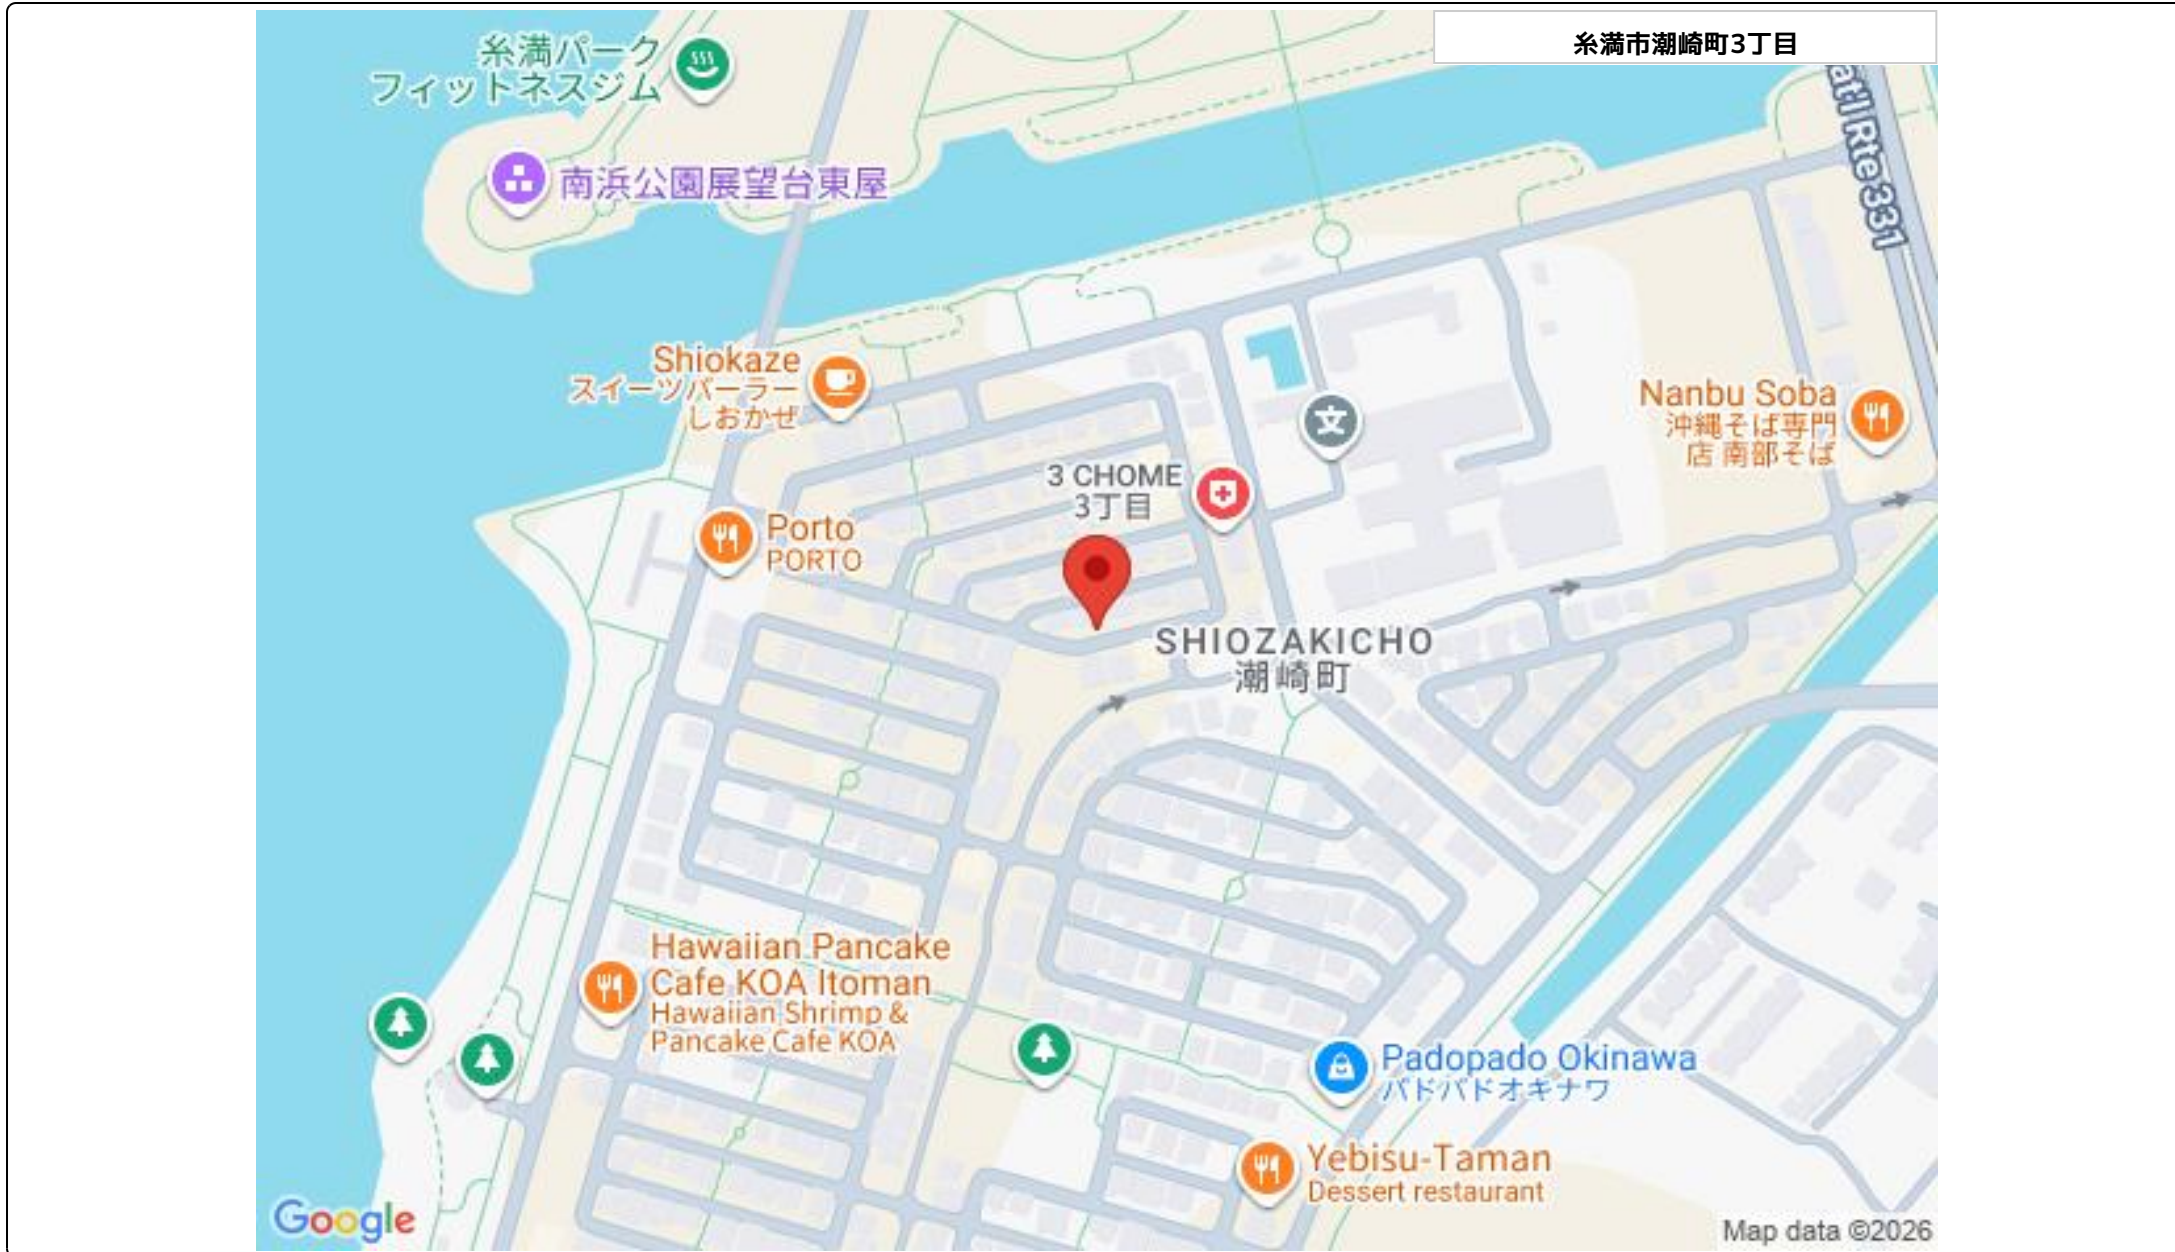 糸満市潮崎町3丁目
糸満パーク
フィットネスジム
南浜公園展望台東屋
at'l Rte 331
Shiokaze
スイーツパーラー
しおかぜ
Nanbu Soba
沖縄そば専門
店 南部そば
文
3 CHOME
3丁目
Porto
PORTO
SHIOZAKICHO
潮崎町
Hawaiian Pancake
Cafe KOA Itoman
Hawaiian Shrimp &
Pancake Cafe KOA
Padopado Okinawa
パドパドオキナワ
Yebisu-Taman
Dessert restaurant
Google
Map data ©2026